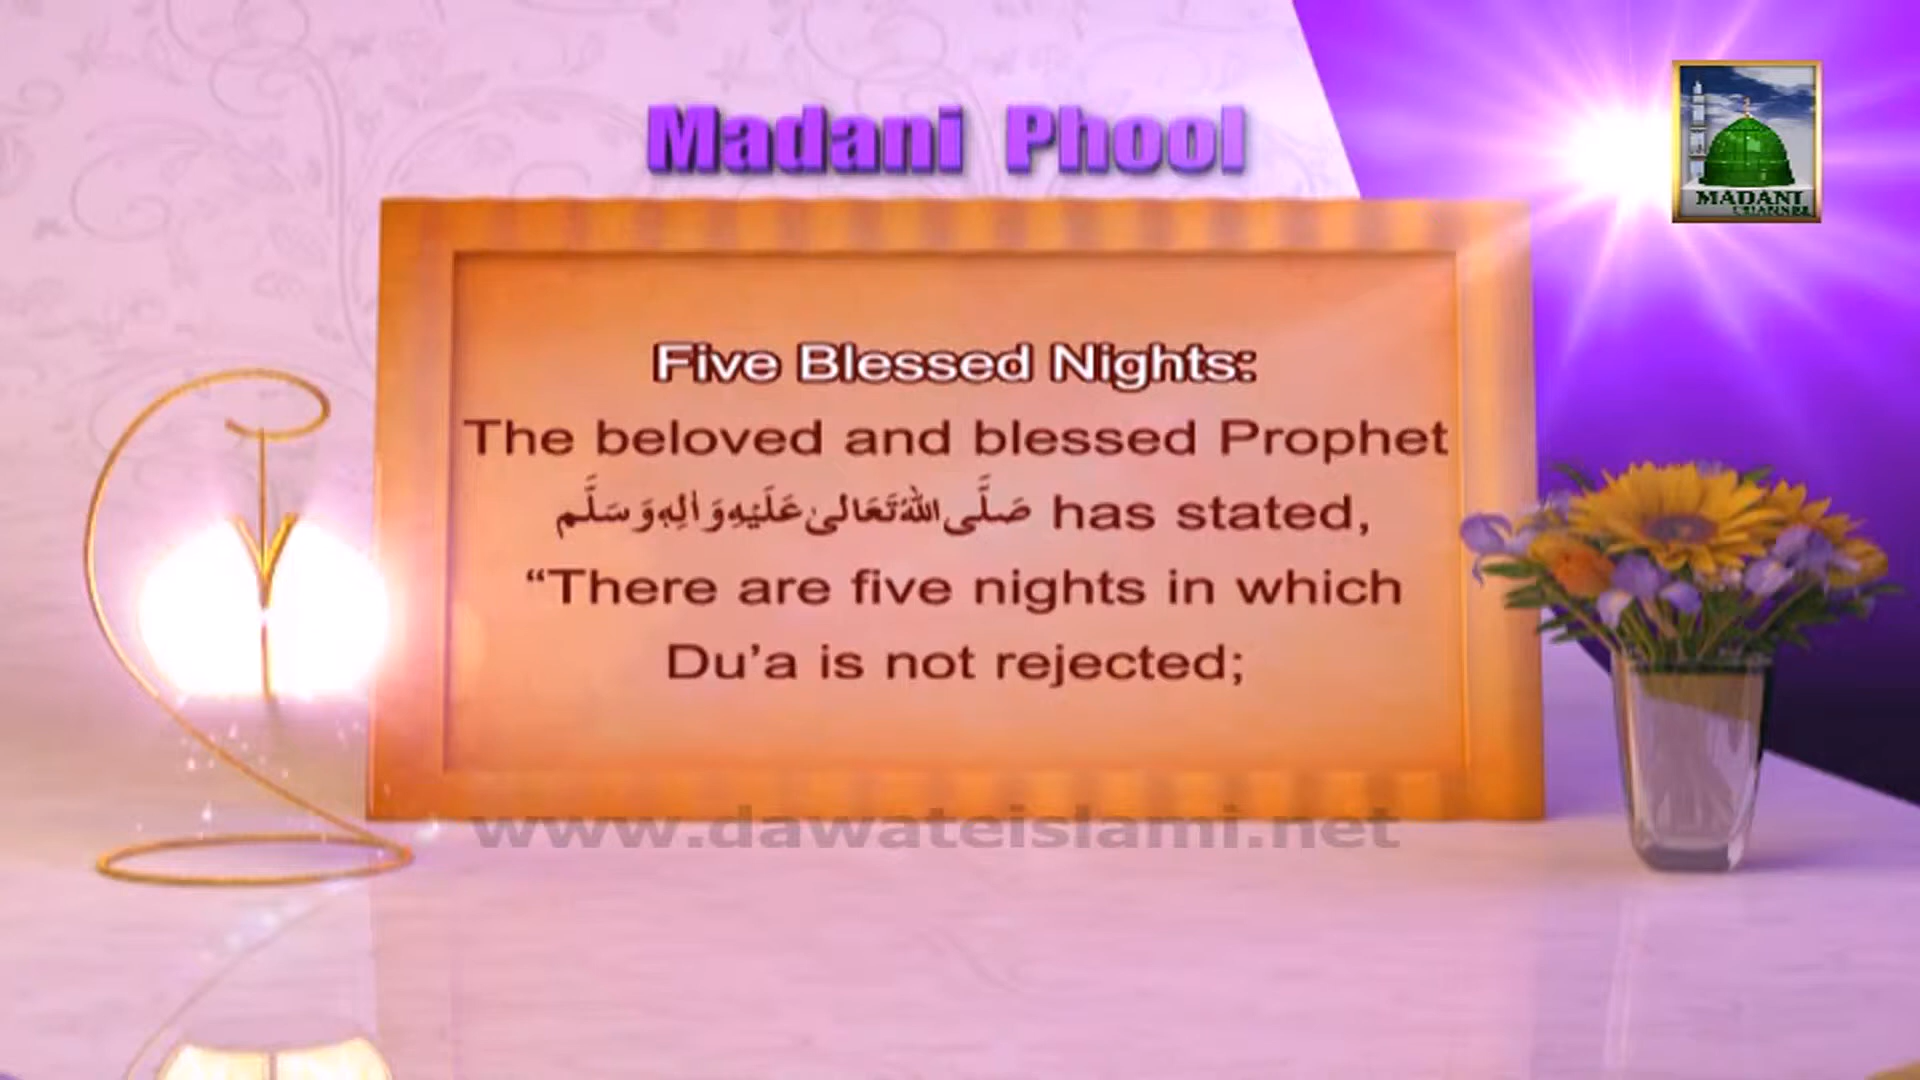 Madani Phool
MADANI
CHANNEL
Five Blessed Nights:
The beloved and blessed Prophet
صَلَّى اللهُ تَعَالٰى عَلَيْهِ وَاٰلِهٖ وَسَلَّم has stated,
“There are five nights in which
Du’a is not rejected;
www.dawateislami.net